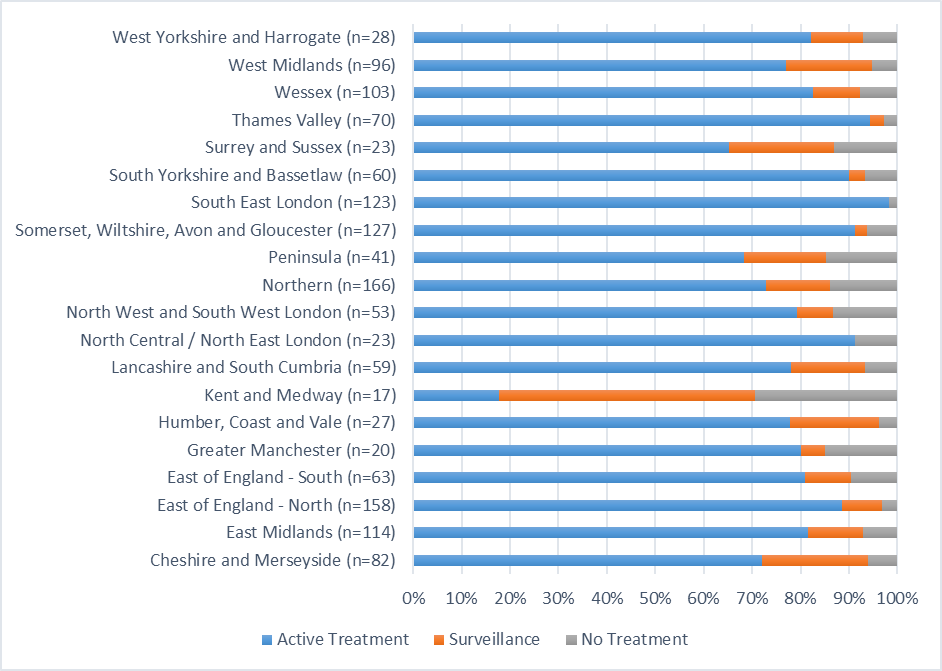 West Yorkshire and Harrogate (n=28)
West Midlands (n=96)
Wessex (n=103)
Thames Valley (n=70)
Surrey and Sussex (n=23)
South Yorkshire and Bassetlaw (n=60)
South East London (n=123)
Somerset, Wiltshire, Avon and Gloucester (n=127)
Peninsula (n=41)
Northern (n=166)
North West and South West London (n=53)
North Central / North East London (n=23)
Lancashire and South Cumbria (n=59)
Kent and Medway (n=17)
Humber, Coast and Vale (n=27)
Greater Manchester (n=20)
East of England - South (n=63)
East of England - North (n=158)
East Midlands (n=114)
Cheshire and Merseyside (n=82)
0% 10% 20% 30% 40% 50% 60% 70% 80% 90% 100%
Active Treatment Surveillance No Treatment